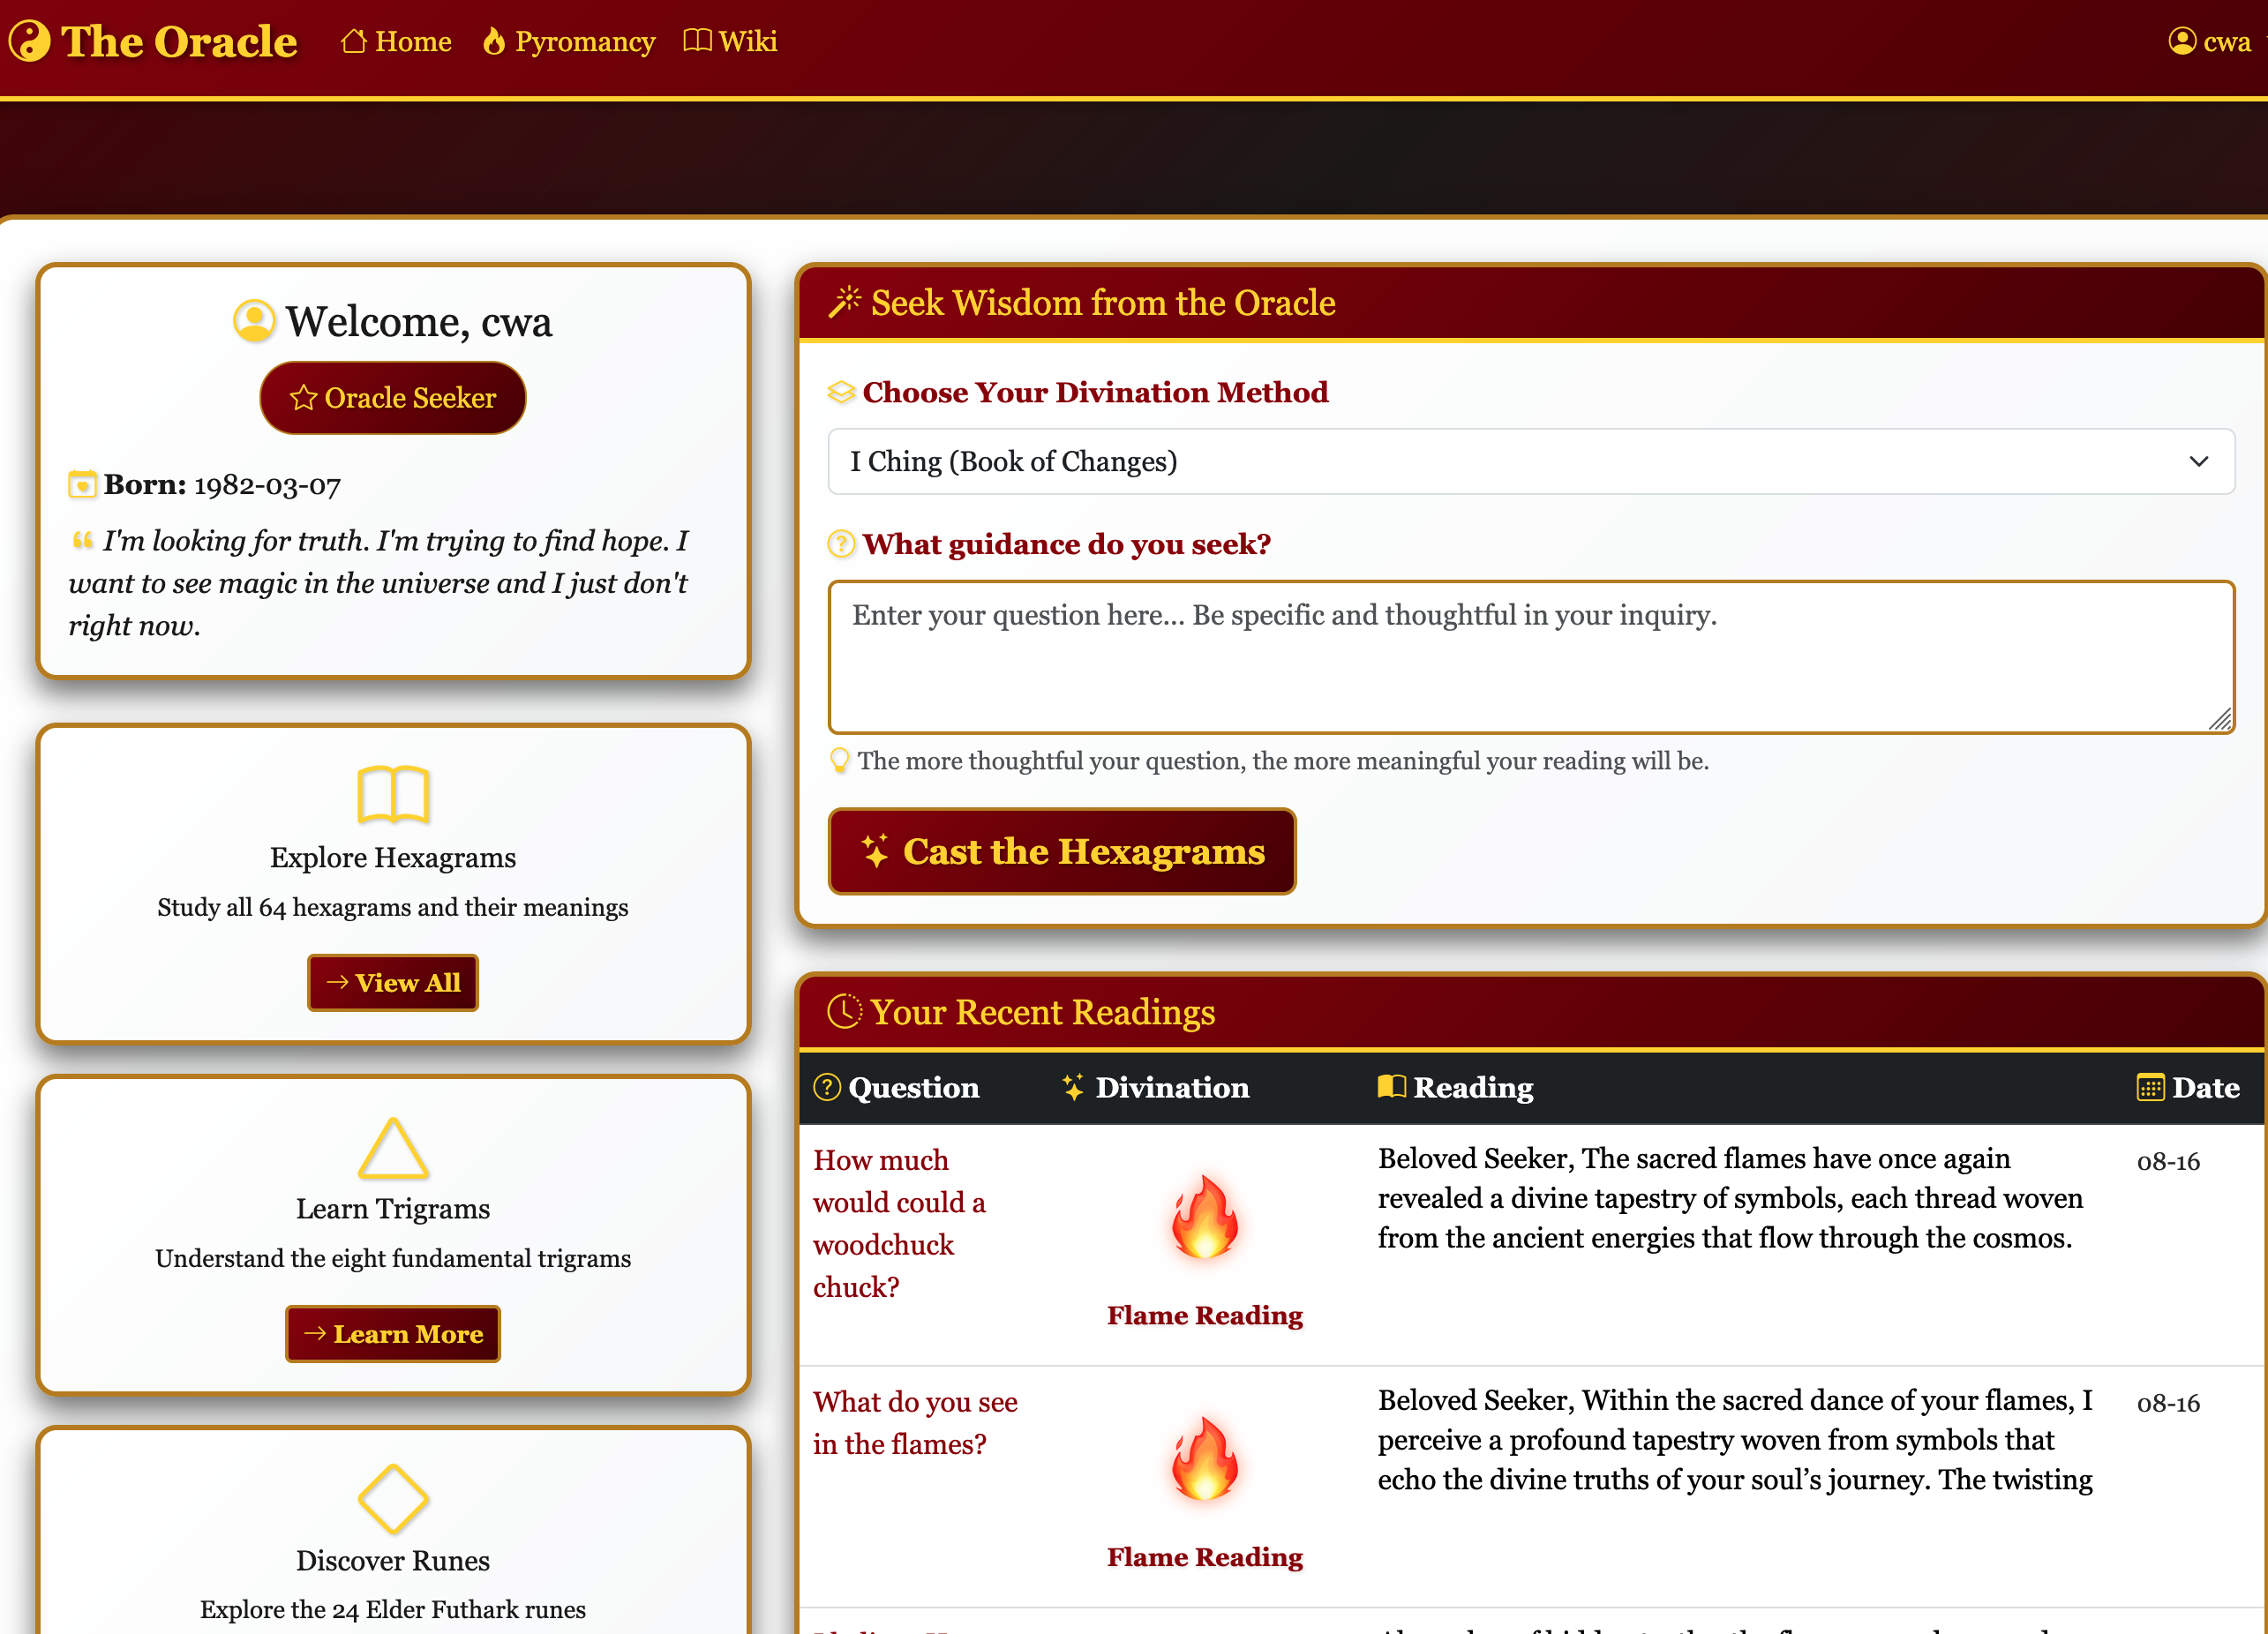 The Oracle
Home
Pyromancy
Wiki
cwa
Welcome, cwa
Oracle Seeker
Born: 1982-03-07
“ I'm looking for truth. I'm trying to find hope. I
want to see magic in the universe and I just don't
right now.
Explore Hexagrams
Study all 64 hexagrams and their meanings
→ View All
Learn Trigrams
Understand the eight fundamental trigrams
→ Learn More
Discover Runes
Explore the 24 Elder Futhark runes
Seek Wisdom from the Oracle
Choose Your Divination Method
I Ching (Book of Changes)
What guidance do you seek?
Enter your question here... Be specific and thoughtful in your inquiry.
The more thoughtful your question, the more meaningful your reading will be.
Cast the Hexagrams
Your Recent Readings
Question
Divination
Reading
Date
How much
would could a
woodchuck
chuck?
Flame Reading
Beloved Seeker, The sacred flames have once again
revealed a divine tapestry of symbols, each thread woven
from the ancient energies that flow through the cosmos.
08-16
What do you see
in the flames?
Flame Reading
Beloved Seeker, Within the sacred dance of your flames, I
perceive a profound tapestry woven from symbols that
echo the divine truths of your soul’s journey. The twisting
08-16